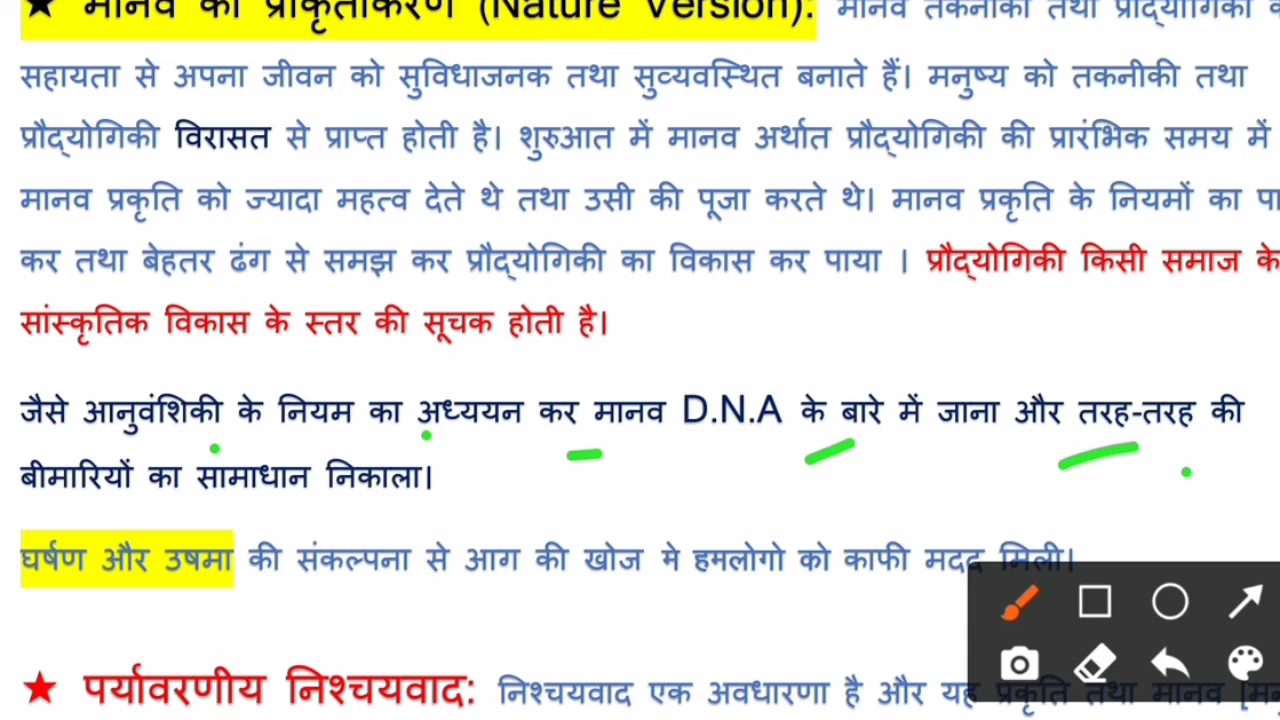 ★ मानव का प्राकृतीकरण (Nature Version): मानव तकनीकी तथा प्रौद्योगिकी
सहायता से अपना जीवन को सुविधाजनक तथा सुव्यवस्थित बनाते हैं। मनुष्य को तकनीकी तथा
प्रौद्योगिकी विरासत से प्राप्त होती है। शुरुआत में मानव अर्थात प्रौद्योगिकी की प्रारंभिक समय में
मानव प्रकृति को ज्यादा महत्व देते थे तथा उसी की पूजा करते थे। मानव प्रकृति के नियमों का
कर तथा बेहतर ढंग से समझ कर प्रौद्योगिकी का विकास कर पाया । प्रौद्योगिकी किसी समाज के
सांस्कृतिक विकास के स्तर की सूचक होती है।
जैसे आनुवंशिकी के नियम का अध्ययन कर मानव D.N.A के बारे में जाना और तरह-तरह की
बीमारियों का सामाधान निकाला।
घर्षण और उषमा की संकल्पना से आग की खोज मे हमलोगो को काफी मदद मिली।
★ पर्यावरणीय निश्चयवाद: निश्चयवाद एक अवधारणा है और यह प्रकृति तथा मानव